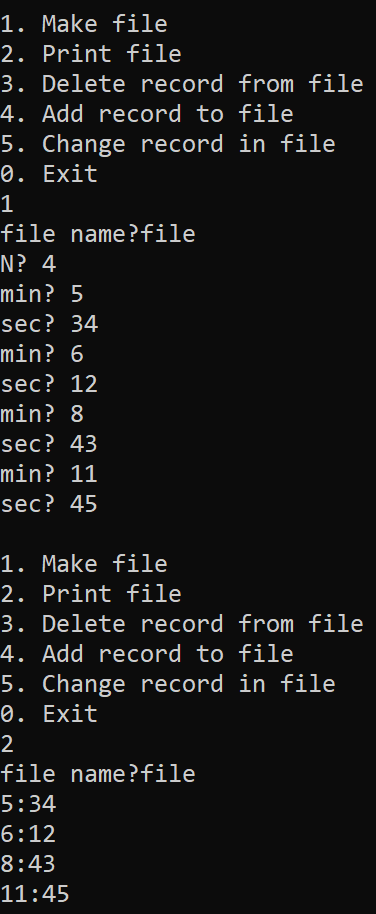 1. Make file
2. Print file
3. Delete record from file
4. Add record to file
5. Change record in file
0. Exit
1
file name?file
N? 4
min? 5
sec? 34
min? 6
sec? 12
min? 8
sec? 43
min? 11
sec? 45
1. Make file
2. Print file
3. Delete record from file
4. Add record to file
5. Change record in file
0. Exit
2
file name?file
5:34
6:12
8:43
11:45